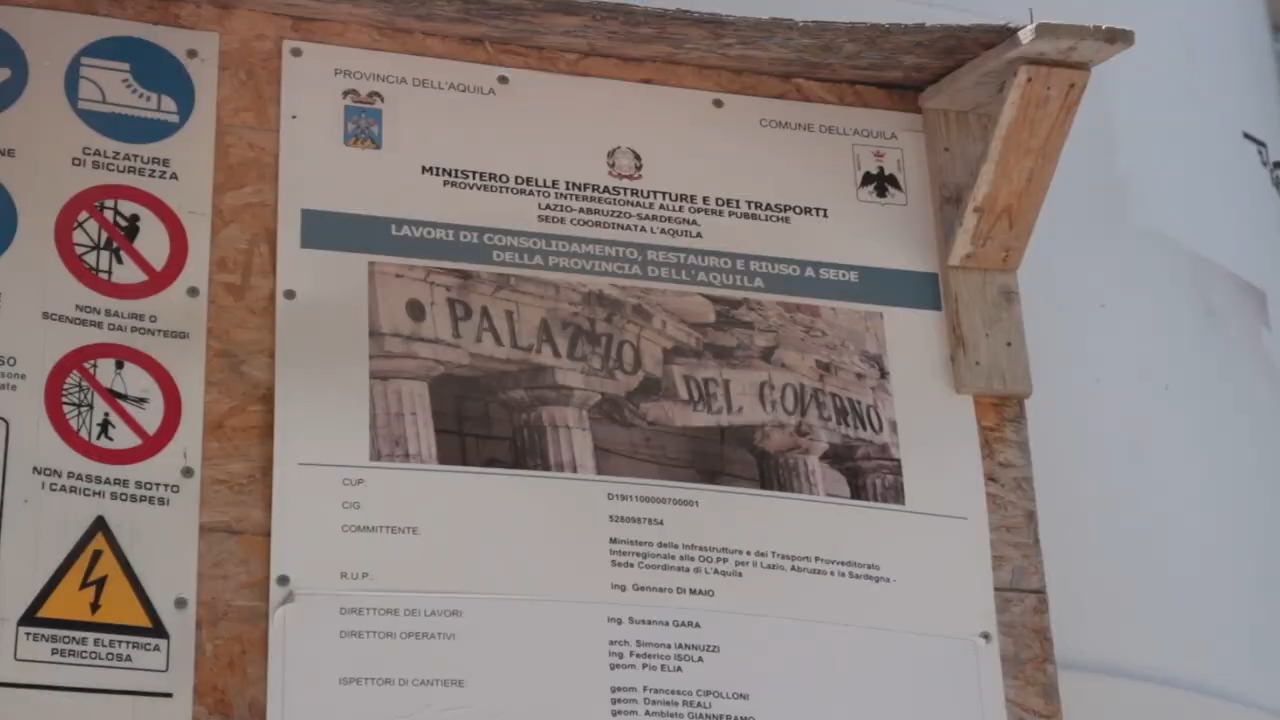 NE
CALZATURE
DI SICUREZZA
NON SALIRE O
SCENDERE DAI PONTEGGI
NON PASSARE SOTTO
I CARICHI SOSPESI
TENSIONE ELETTRICA
PERICOLOSA
PROVINCIA DELL'AQUILA
COMUNE DELL'AQUILA
MINISTERO DELLE INFRASTRUTTURE E DEI TRASPORTI
PROVVEDITORATO INTERREGIONALE ALLE OPERE PUBBLICHE
LAZIO-ABRUZZO-SARDEGNA,
SEDE COORDINATA L'AQUILA
LAVORI DI CONSOLIDAMENTO, RESTAURO E RIUSO A SEDE
DELLA PROVINCIA DELL'AQUILA
PALAZZO
DEL GOVERNO
CUP: D19I1100000700001
CIG: 5280987854
COMMITTENTE: Ministero delle Infrastrutture e dei Trasporti Provveditorato
Interregionale alle OO.PP. per il Lazio, Abruzzo e la Sardegna -
Sede Coordinata di L'Aquila
R.U.P.: ing. Gennaro DI MAIO
DIRETTORE DEI LAVORI: ing. Susanna GARA
DIRETTORI OPERATIVI arch. Simona IANNUZZI
ing. Federico ISOLA
geom. Pio ELIA
ISPETTORI DI CANTIERE: geom. Francesco CIPOLLONI
geom. Daniele REALI
geom. Ambleto GIANNERAMO